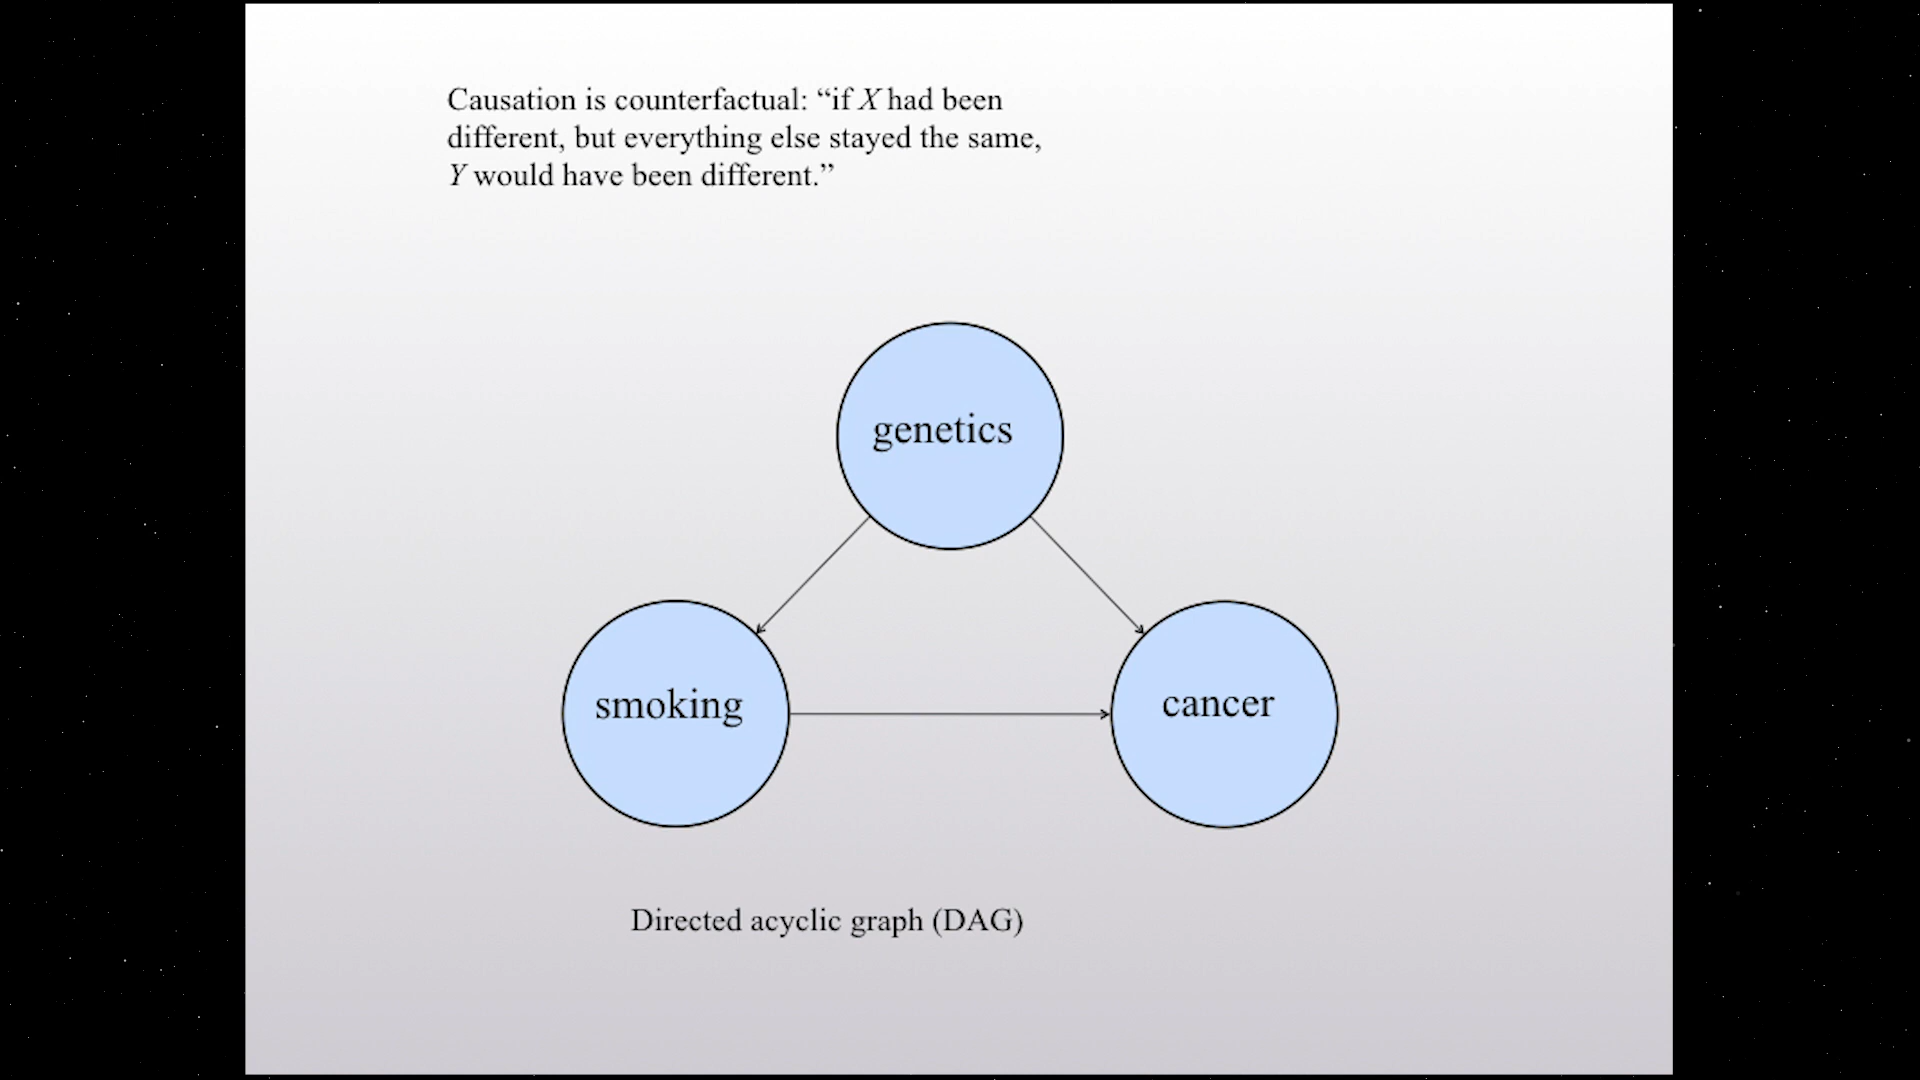 Causation is counterfactual: “if X had been
different, but everything else stayed the same,
Y would have been different.”
genetics
smoking
cancer
Directed acyclic graph (DAG)